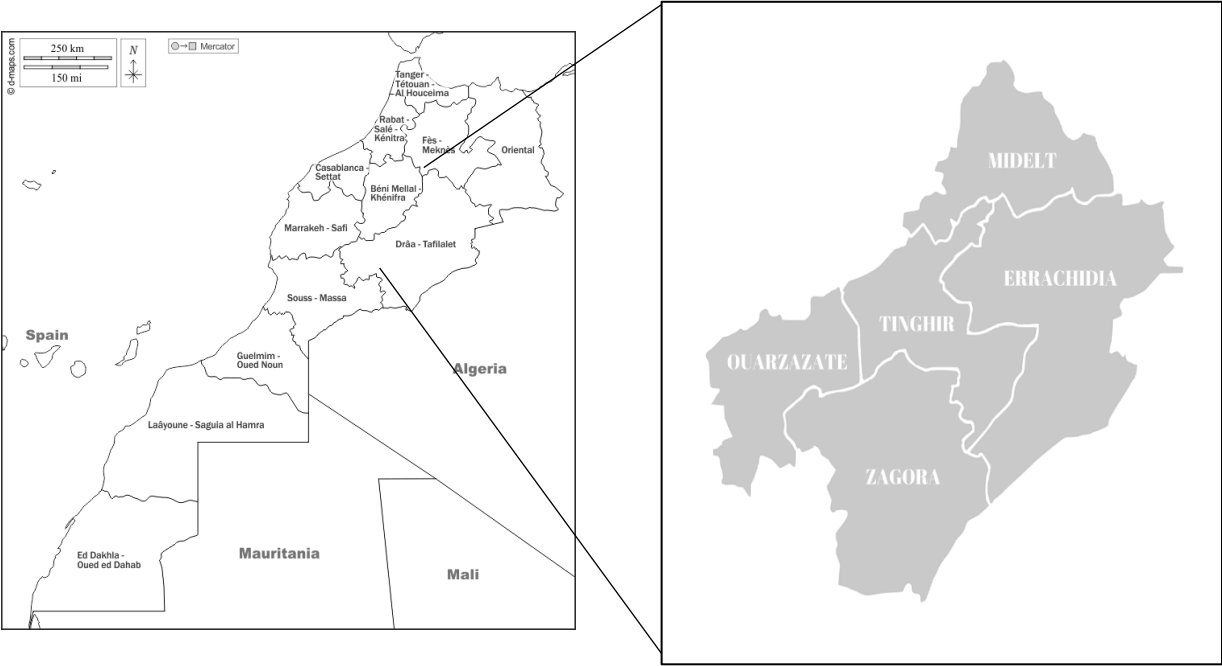 © d-maps.com
250 km
150 mi
N
Mercator
Tanger -
Tétouan -
Al Houceima
Rabat -
Salé -
Kénitra
Fès -
Meknès
Oriental
Casablanca -
Settat
Béni Mellal -
Khénifra
Marrakeh - Safi
Drâa - Tafilalet
Souss - Massa
Guelmim -
Oued Noun
Laâyoune - Saguia al Hamra
Ed Dakhla -
Oued ed Dahab
Spain
Algeria
Mauritania
Mali
MIDELT
ERRACHIDIA
TINGHIR
OUARZAZATE
ZAGORA